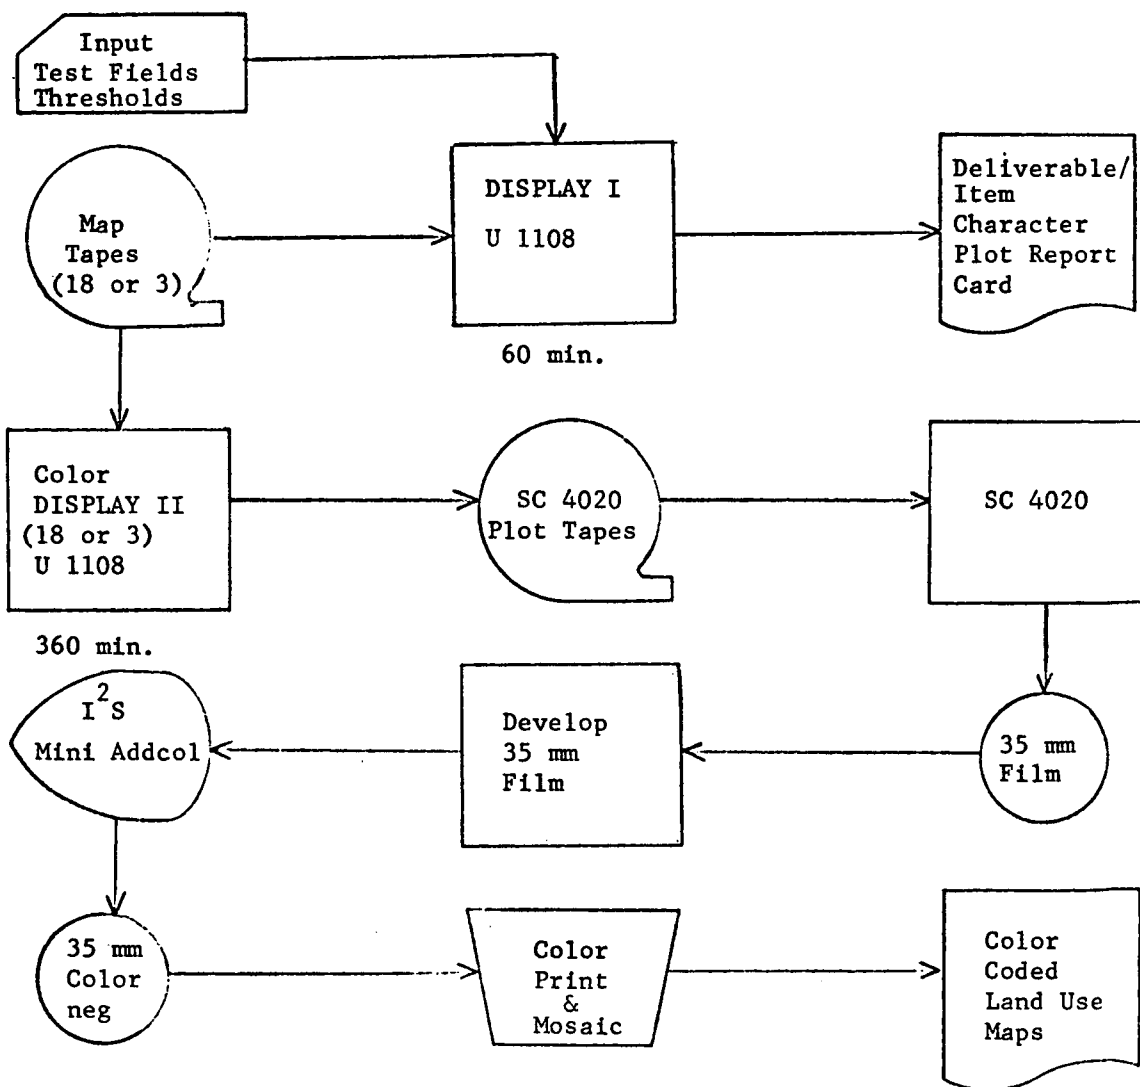 Input
Test Fields
Thresholds
Map
Tapes
(18 or 3)
DISPLAY I
U 1108
60 min.
Deliverable/
Item
Character
Plot Report
Card
Color
DISPLAY II
(18 or 3)
U 1108
360 min.
SC 4020
Plot Tapes
SC 4020
35 mm
Film
Develop
35 mm
Film
I²S
Mini Addcol
35 mm
Color
neg
Color
Print
&
Mosaic
Color
Coded
Land Use
Maps